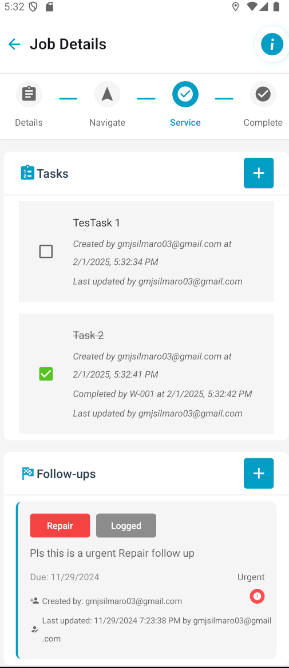 5:32
Job Details
Details
Navigate
Service
Complete
Tasks
TesTask 1
Created by gmjsilmaro03@gmail.com at
2/1/2025, 5:32:34 PM
Last updated by gmjsilmaro03@gmail.com
Task 2
Created by gmjsilmaro03@gmail.com at
2/1/2025, 5:32:41 PM
Completed by W-001 at 2/1/2025, 5:32:42 PM
Last updated by gmjsilmaro03@gmail.com
Follow-ups
Repair
Logged
Pls this is a urgent Repair follow up
Due: 11/29/2024
Urgent
Created by: gmjsilmaro03@gmail.com
Last updated: 11/29/2024 7:23:38 PM by gmjsilmaro03@gmail
.com